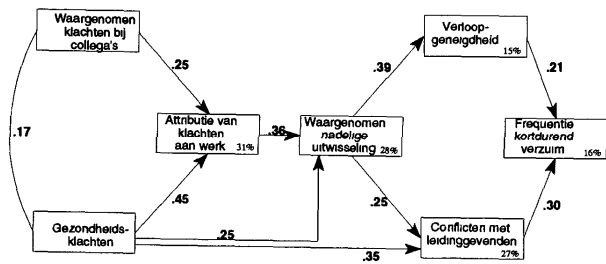 Waargenomen
klachten bij
collega's
Verloop-
geneigdheid
15%
.25
.39
.21
.17
Attributie van
klachten
aan werk
31%
.36
Waargenomen
nadelige
uitwisseling
28%
Frequentie
kortdurend
verzuim
16%
.45
.25
.30
Gezondheids-
klachten
.25
.35
Conflicten met
leidinggevenden
27%